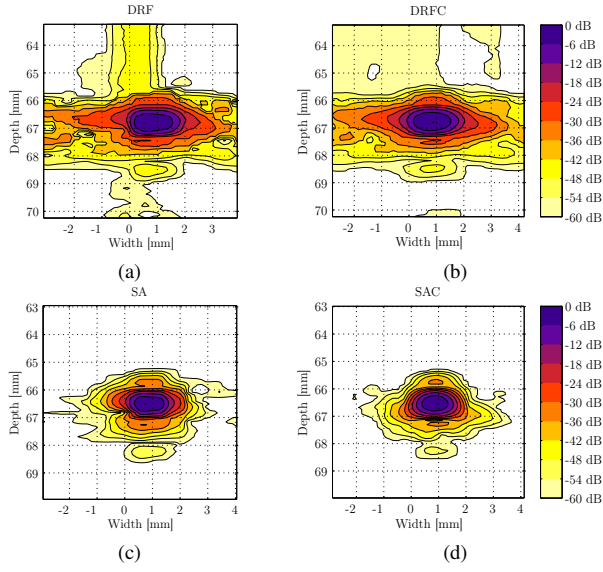 DRF
DRFC
64
65
66
67
68
69
70
Depth [mm]
-2 -1 0 1 2 3
Width [mm]
(a)
64
65
66
67
68
69
70
Depth [mm]
-2 -1 0 1 2 3 4
Width [mm]
(b)
0 dB
-6 dB
-12 dB
-18 dB
-24 dB
-30 dB
-36 dB
-42 dB
-48 dB
-54 dB
-60 dB
SA
SAC
63
64
65
66
67
68
69
Depth [mm]
-2 -1 0 1 2 3 4
Width [mm]
(c)
63
64
65
66
67
68
69
Depth [mm]
-2 -1 0 1 2 3 4
Width [mm]
(d)
0 dB
-6 dB
-12 dB
-18 dB
-24 dB
-30 dB
-36 dB
-42 dB
-48 dB
-54 dB
-60 dB